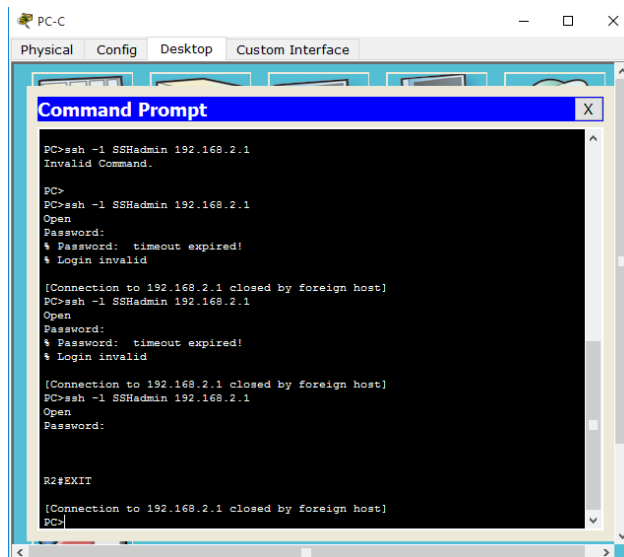 PC-C
Physical Config Desktop Custom Interface
Command Prompt
X
PC>ssh -1 SSHadmin 192.168.2.1
Invalid Command.
PC>
PC>ssh -l SSHadmin 192.168.2.1
Open
Password:
% Password:  timeout expired!
% Login invalid
[Connection to 192.168.2.1 closed by foreign host]
PC>ssh -l SSHadmin 192.168.2.1
Open
Password:
% Password:  timeout expired!
% Login invalid
[Connection to 192.168.2.1 closed by foreign host]
PC>ssh -l SSHadmin 192.168.2.1
Open
Password:
R2#EXIT
[Connection to 192.168.2.1 closed by foreign host]
PC>